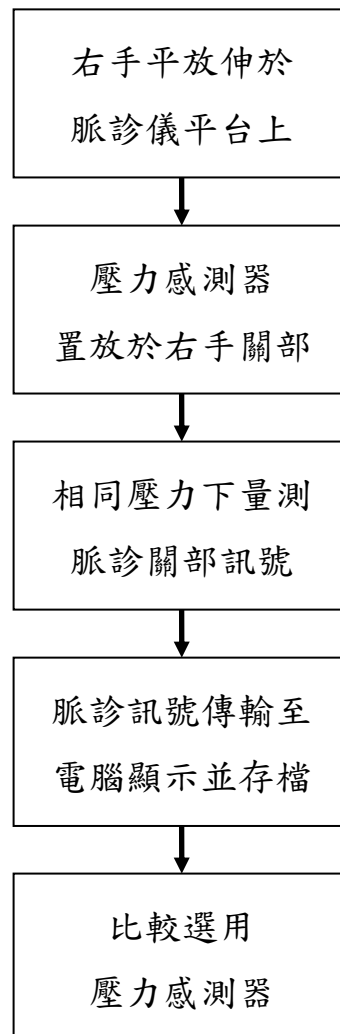 右手平放伸於
脈診儀平台上
壓力感測器
置放於右手關部
相同壓力下量測
脈診關部訊號
脈診訊號傳輸至
電腦顯示並存檔
比較選用
壓力感測器